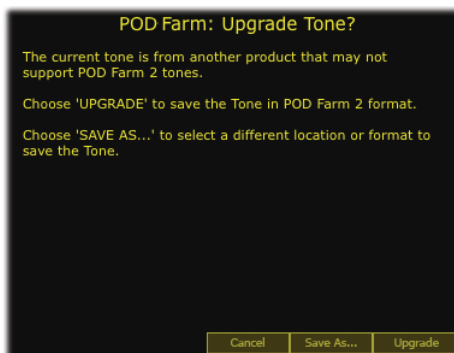 POD Farm: Upgrade Tone?
The current tone is from another product that may not
support POD Farm 2 tones.
Choose 'UPGRADE' to save the Tone in POD Farm 2 format.
Choose 'SAVE AS...' to select a different location or format to
save the Tone.
Cancel Save As... Upgrade